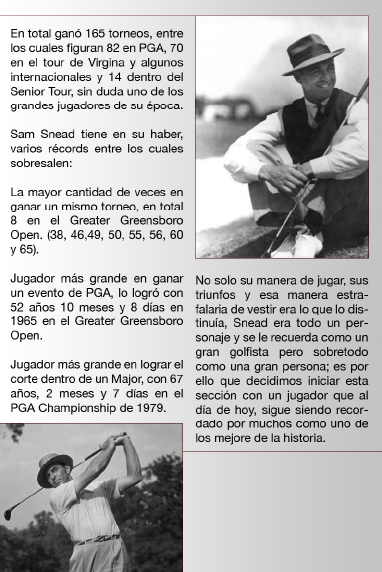 En total ganó 165 torneos, entre
los cuales figuran 82 en PGA, 70
en el tour de Virgina y algunos
internacionales y 14 dentro del
Senior Tour, sin duda uno de los
grandes jugadores de su época.
Sam Snead tiene en su haber,
varios récords entre los cuales
sobresalen:
La mayor cantidad de veces en
ganar un mismo torneo, en total
8 en el Greater Greensboro
Open. (38, 46,49, 50, 55, 56, 60
y 65).
Jugador más grande en ganar
un evento de PGA, lo logró con
52 años 10 meses y 8 días en
1965 en el Greater Greensboro
Open.
Jugador más grande en lograr el
corte dentro de un Major, con 67
años, 2 meses y 7 días en el
PGA Championship de 1979.
No solo su manera de jugar, sus
triunfos y esa manera estra-
falaria de vestir era lo que lo dis-
tinuía, Snead era todo un per-
sonaje y se le recuerda como un
gran golfista pero sobretodo
como una gran persona; es por
ello que decidimos iniciar esta
sección con un jugador que al
día de hoy, sigue siendo recor-
dado por muchos como uno de
los mejore de la historia.